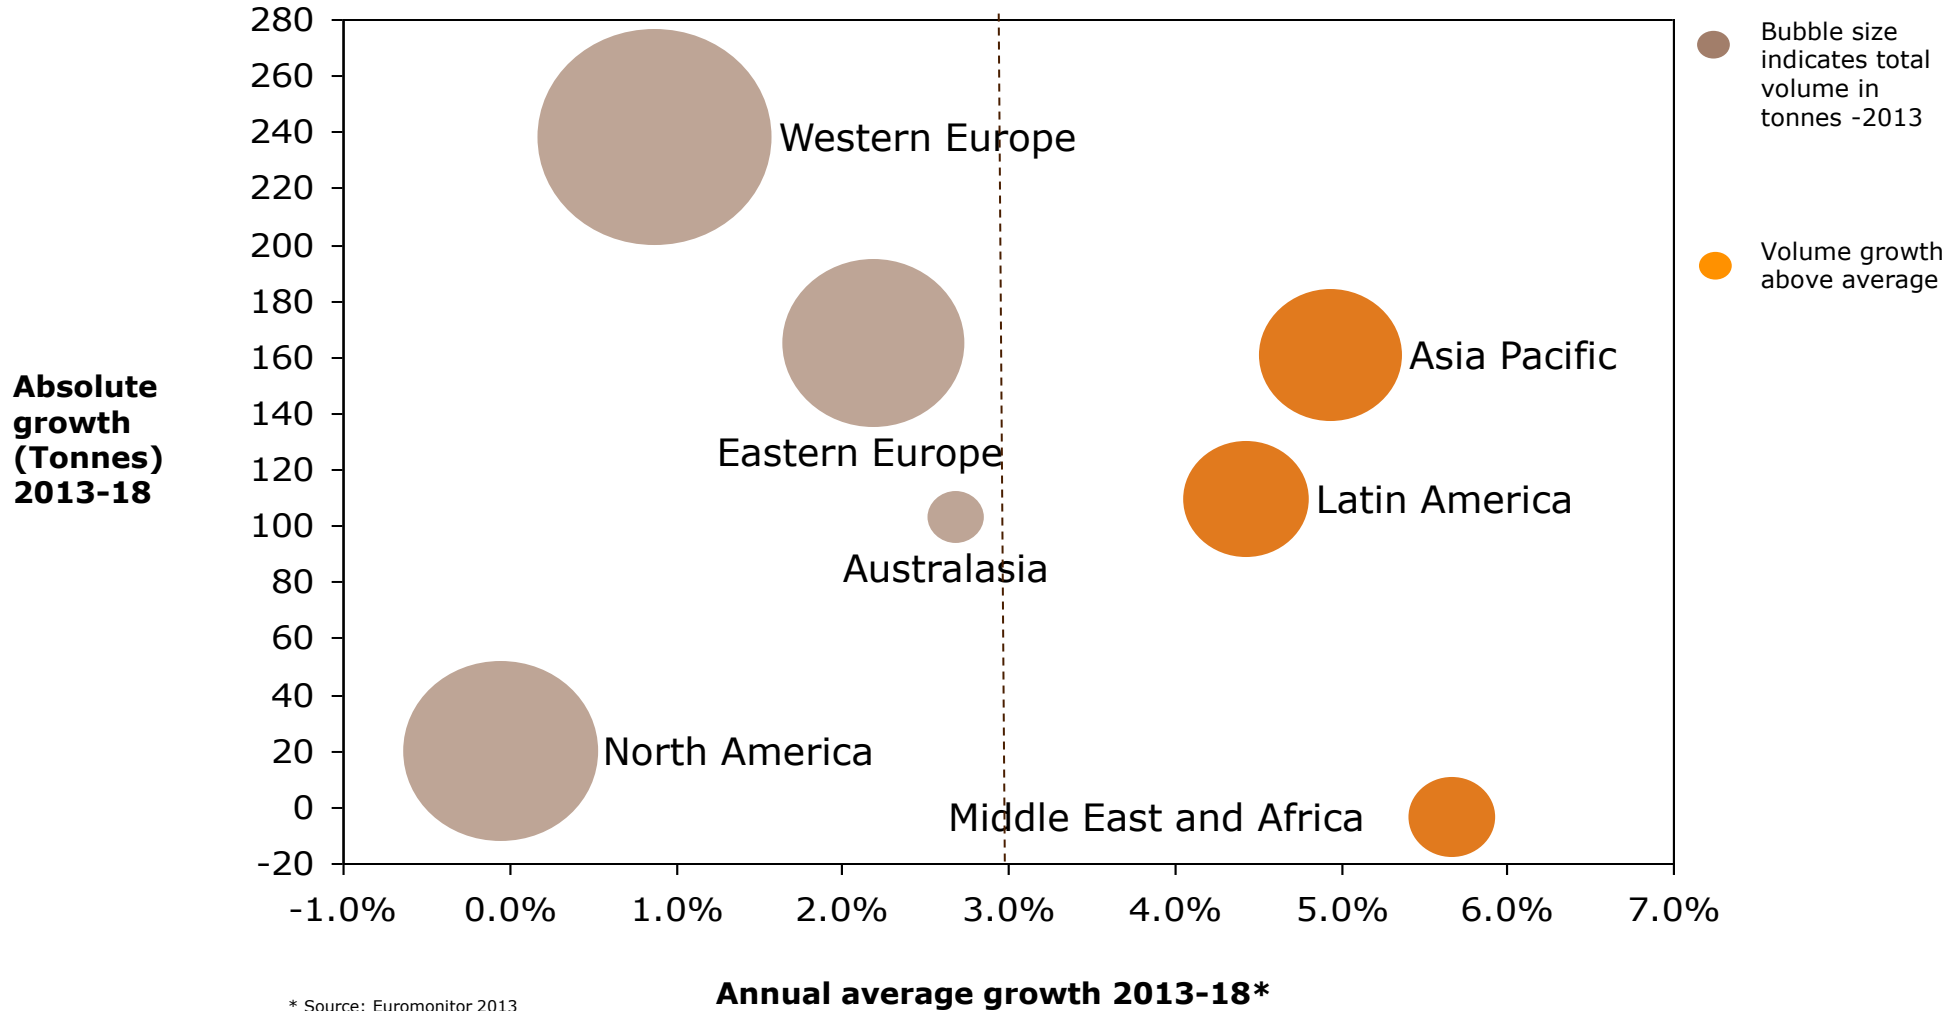 280
260
240
220
200
180
160
140
120
100
80
60
40
20
0
-20
Absolute
growth
(Tonnes)
2013-18
Western Europe
Eastern Europe
Australasia
North America
Asia Pacific
Latin America
Middle East and Africa
Bubble size
indicates total
volume in
tonnes -2013
Volume growth
above average
-1.0% 0.0% 1.0% 2.0% 3.0% 4.0% 5.0% 6.0% 7.0%
Annual average growth 2013-18*
* Source: Euromonitor 2013